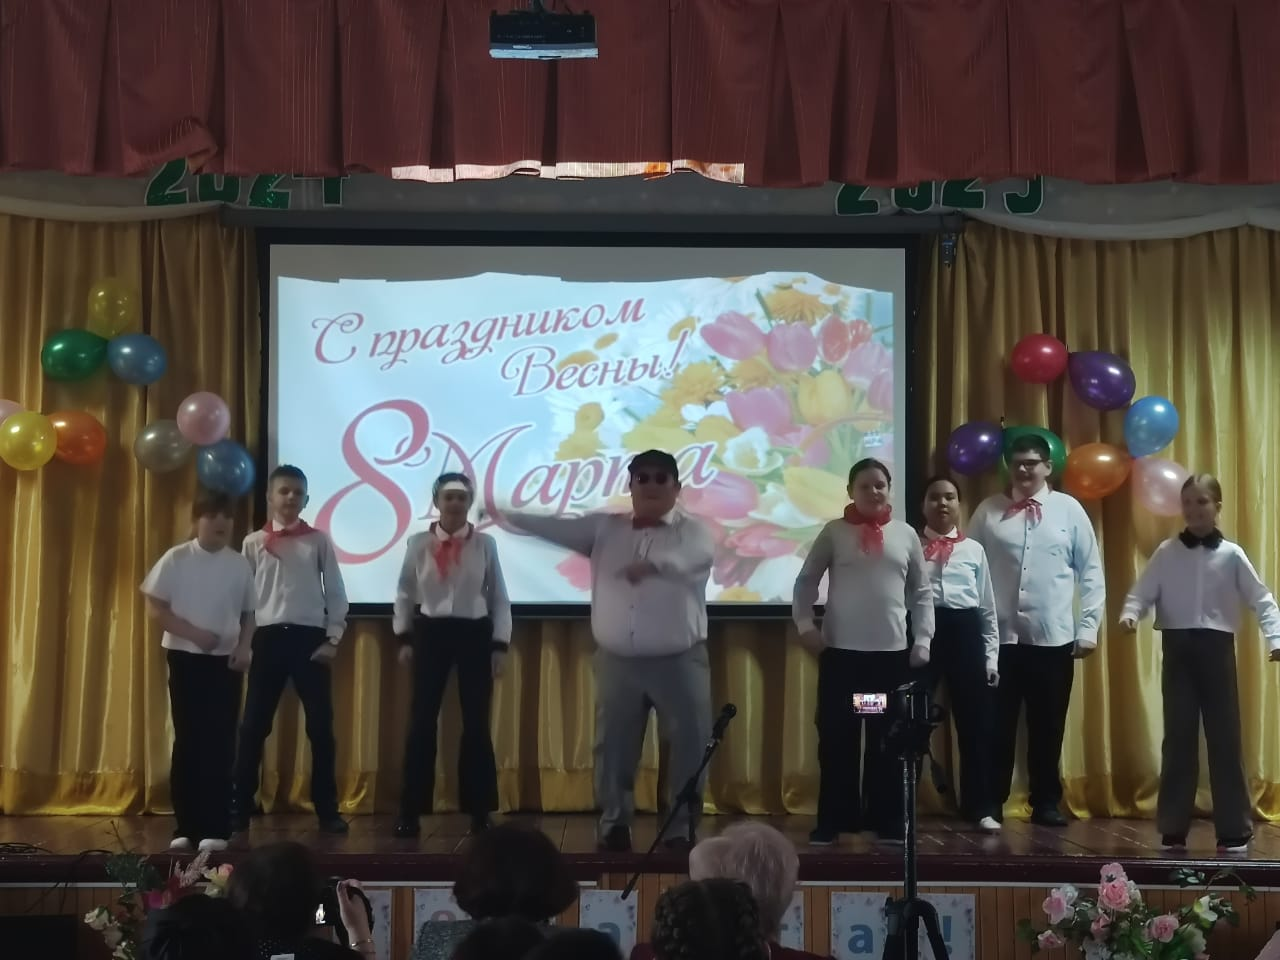 2024 2025
С праздником
Весны!
8 Марта
а !